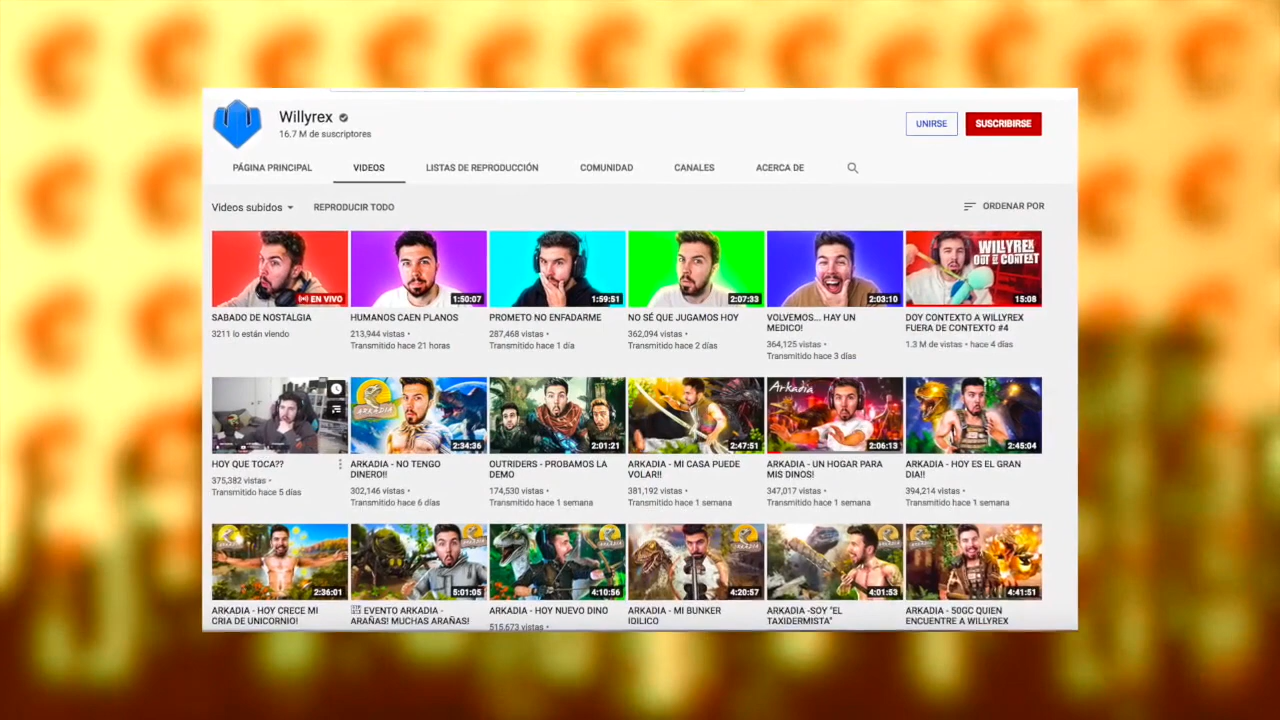 Willyrex
16.7 M de suscriptores
UNIRSE
SUSCRIBIRSE
PÁGINA PRINCIPAL
VIDEOS
LISTAS DE REPRODUCCIÓN
COMUNIDAD
CANALES
ACERCA DE
Videos subidos
REPRODUCIR TODO
ORDENAR POR
EN VIVO
SABADO DE NOSTALGIA
3211 lo están viendo
1:50:07
HUMANOS CAEN PLANOS
213,944 vistas •
Transmitido hace 21 horas
1:59:51
PROMETO NO ENFADARME
287,468 vistas •
Transmitido hace 1 día
2:07:33
NO SÉ QUE JUGAMOS HOY
362,094 vistas •
Transmitido hace 2 días
2:03:10
VOLVEMOS... HAY UN
MEDICO!
364,125 vistas •
Transmitido hace 3 días
WILLYREX
OUT OF CONTEXT
15:08
DOY CONTEXTO A WILLYREX
FUERA DE CONTEXTO #4
1.3 M de vistas • hace 4 días
HOY QUE TOCA??
375,382 vistas •
Transmitido hace 5 días
ARKADIA
2:34:36
ARKADIA - NO TENGO
DINERO!!
302,146 vistas •
Transmitido hace 6 días
2:01:21
OUTRIDERS - PROBAMOS LA
DEMO
174,530 vistas •
Transmitido hace 1 semana
2:47:51
ARKADIA - MI CASA PUEDE
VOLAR!!
381,192 vistas •
Transmitido hace 1 semana
Arkadia
2:06:13
ARKADIA - UN HOGAR PARA
MIS DINOS!
347,017 vistas •
Transmitido hace 1 semana
2:45:04
ARKADIA - HOY ES EL GRAN
DIA!!
394,214 vistas •
Transmitido hace 1 semana
ARKADIA
2:36:01
ARKADIA - HOY CRECE MI
CRIA DE UNICORNIO!
ARKADIA
5:01:05
EVENTO ARKADIA -
ARAÑAS! MUCHAS ARAÑAS!
ARKADIA
4:10:56
ARKADIA - HOY NUEVO DINO
515,673 vistas •
ARKADIA
4:20:57
ARKADIA - MI BUNKER
IDILICO
ARKADIA
4:01:53
ARKADIA -SOY "EL
TAXIDERMISTA"
ARKADIA
4:41:51
ARKADIA - 50GC QUIEN
ENCUENTRE A WILLYREX